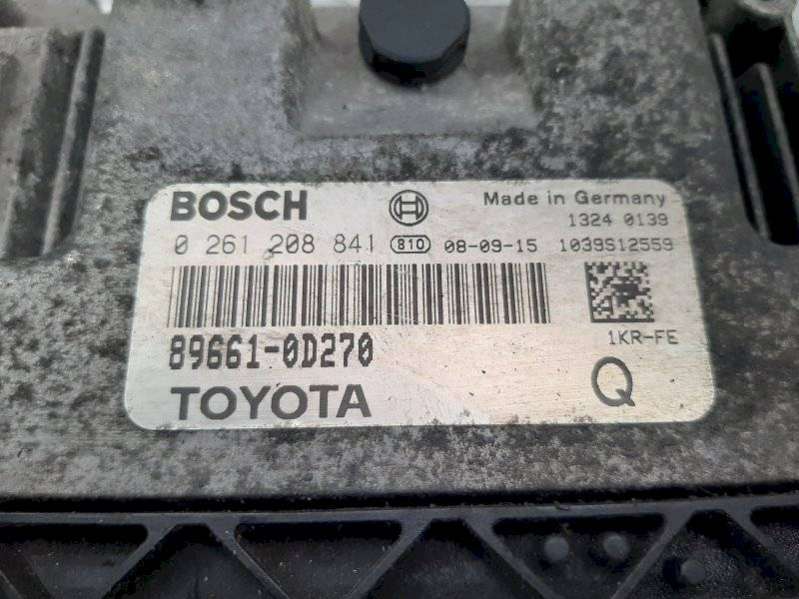 BOSCH Made in Germany
1324 0139
0 261 208 841 810 08-09-15 1039S12559
1KR-FE
89661-0D270
TOYOTA Q